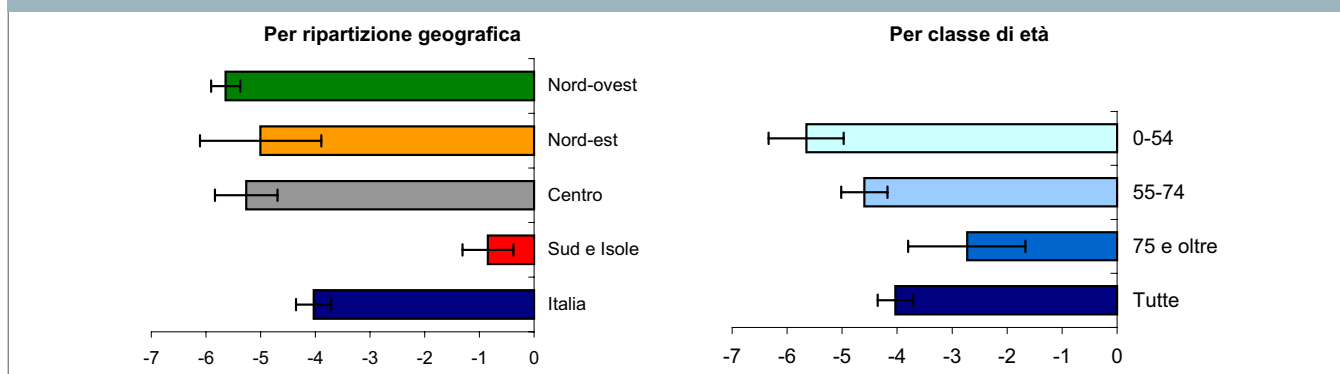 Per ripartizione geografica
Nord-ovest
Nord-est
Centro
Sud e Isole
Italia
-7 -6 -5 -4 -3 -2 -1 0
Per classe di età
0-54
55-74
75 e oltre
Tutte
-7 -6 -5 -4 -3 -2 -1 0